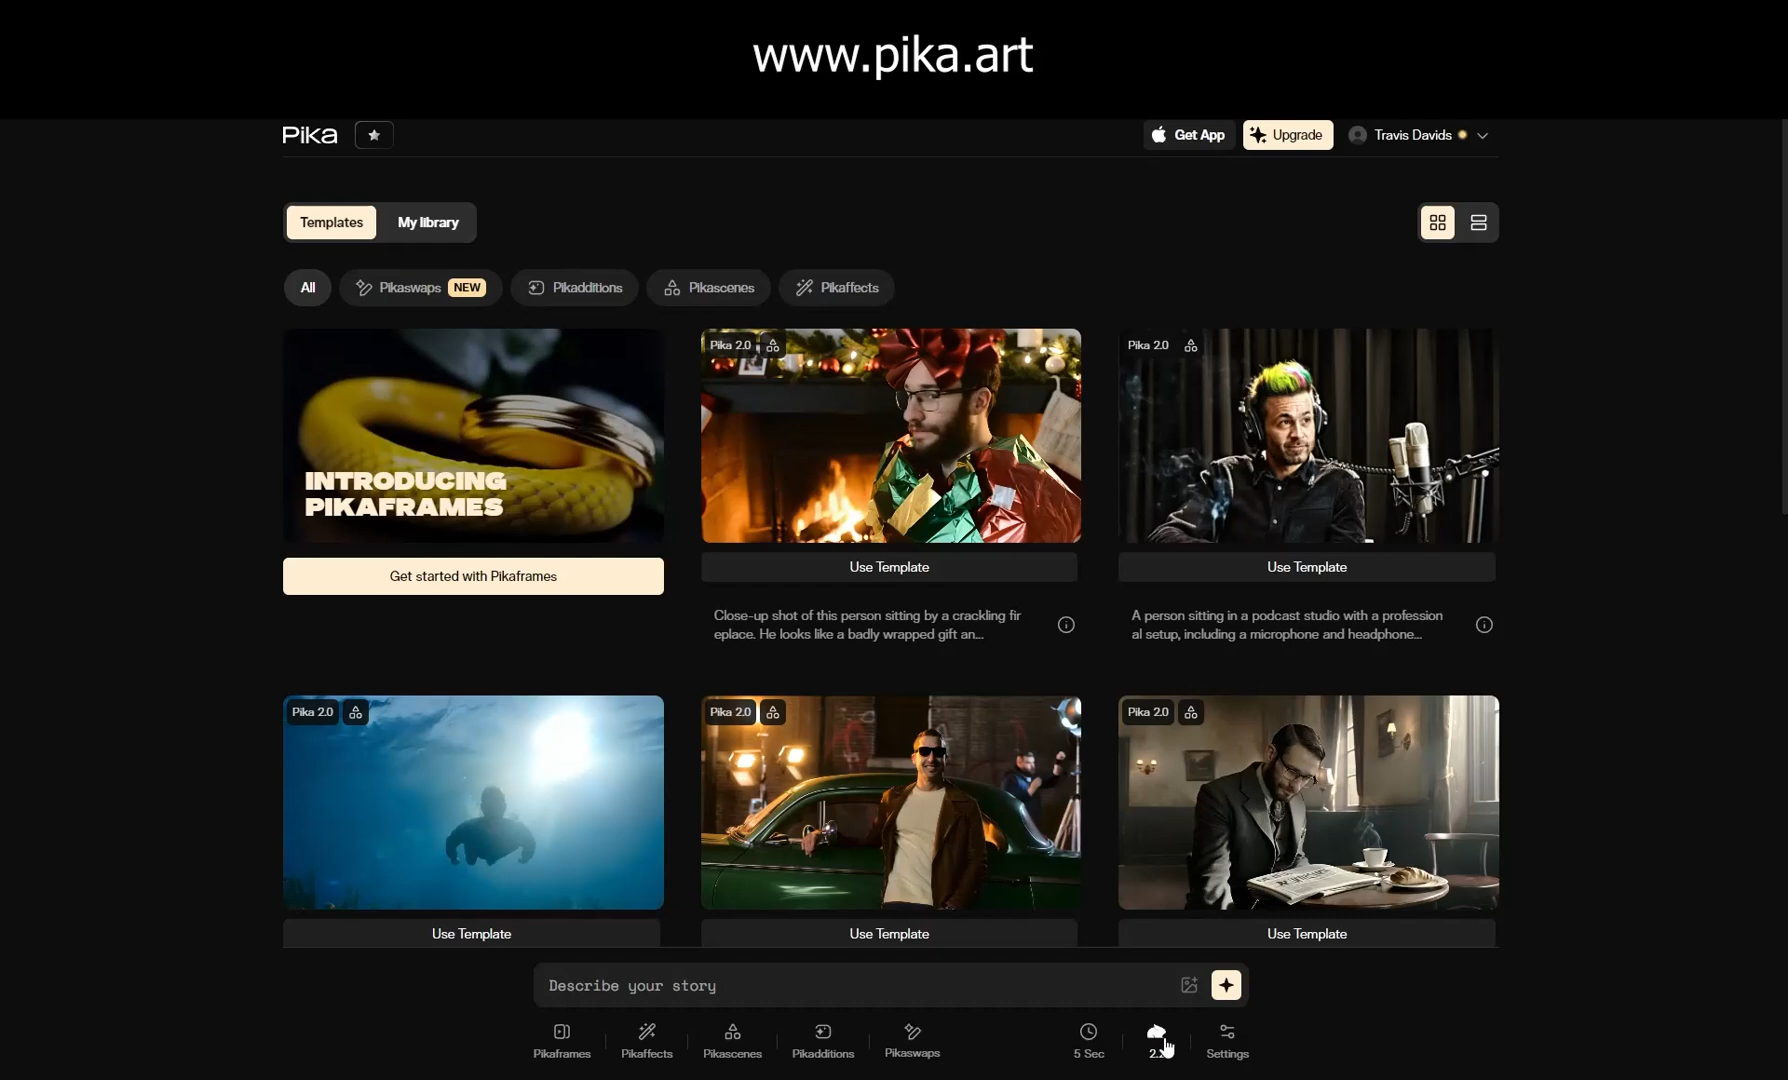 www.pika.art
Pika
Get App
Upgrade
Travis Davids
Templates
My library
All
Pikaswaps NEW
Pikadditions
Pikascenes
Pikaffects
INTRODUCING
PIKAFRAMES
Get started with Pikaframes
Pika 2.0
Use Template
Close-up shot of this person sitting by a crackling fir
eplace. He looks like a badly wrapped gift an...
Pika 2.0
Use Template
A person sitting in a podcast studio with a profession
al setup, including a microphone and headphone...
Pika 2.0
Use Template
Pika 2.0
Use Template
Pika 2.0
Use Template
Describe your story
Pikaframes
Pikaffects
Pikascenes
Pikadditions
Pikaswaps
5 Sec
Settings